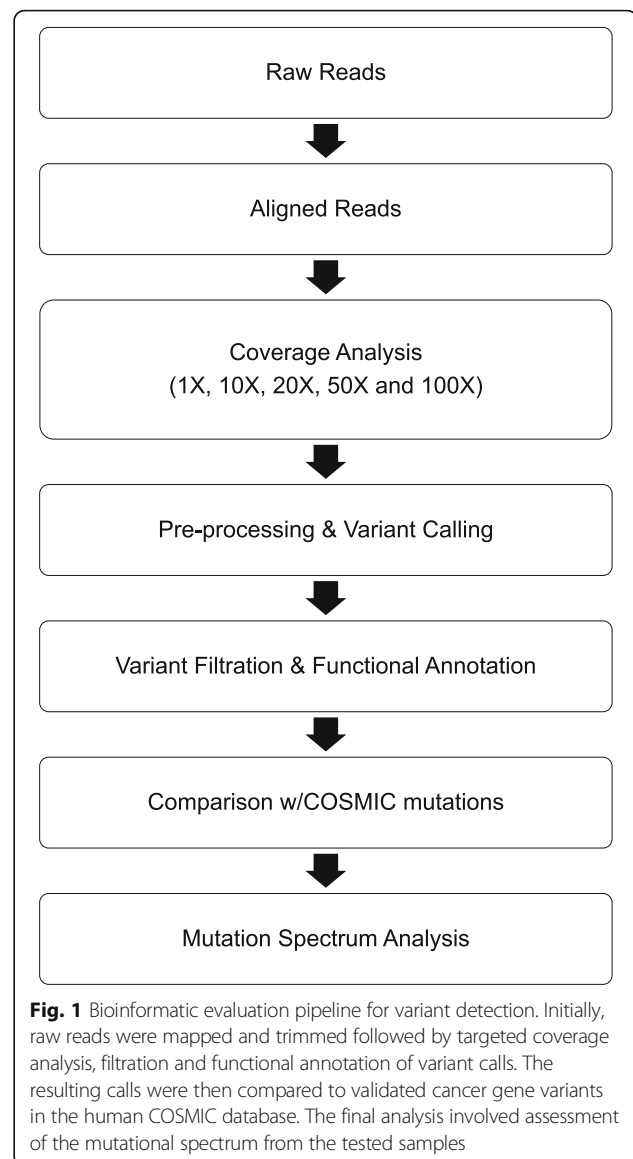 Raw Reads
Aligned Reads
Coverage Analysis
(1X, 10X, 20X, 50X and 100X)
Pre-processing & Variant Calling
Variant Filtration & Functional Annotation
Comparison w/COSMIC mutations
Mutation Spectrum Analysis
Fig. 1 Bioinformatic evaluation pipeline for variant detection. Initially,
raw reads were mapped and trimmed followed by targeted coverage
analysis, filtration and functional annotation of variant calls. The
resulting calls were then compared to validated cancer gene variants
in the human COSMIC database. The final analysis involved assessment
of the mutational spectrum from the tested samples